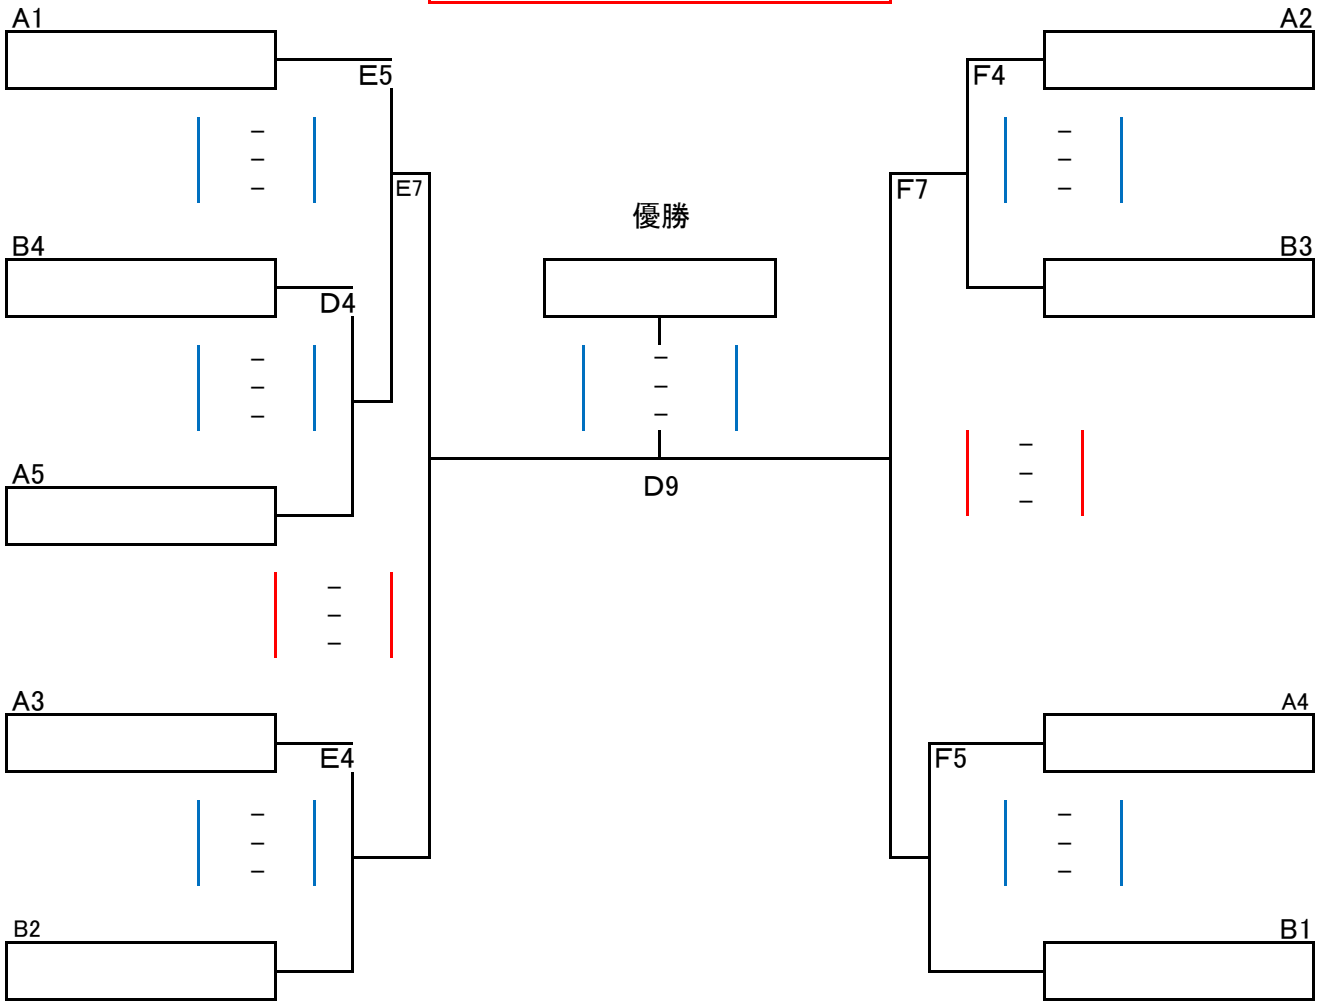 A1
A2
E5
F4
–
–
–
–
–
–
E7
F7
優勝
B4
B3
D4
–
–
–
–
–
–
–
–
–
A5
D9
–
–
–
A3
A4
E4
F5
–
–
–
–
–
–
B2
B1